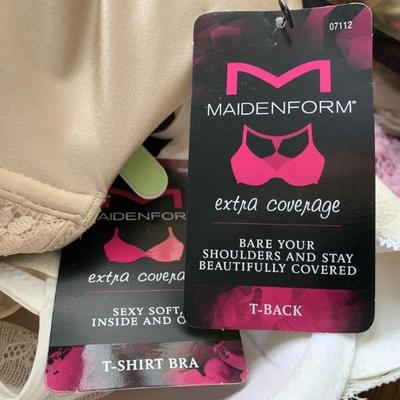 07112
MAIDENFORM®
extra coverage
BARE YOUR
SHOULDERS AND STAY
BEAUTIFULLY COVERED
T-BACK
MAIDENFORM
extra
SEXY SOFT,
INSIDE AND
T-SHIRT BRA